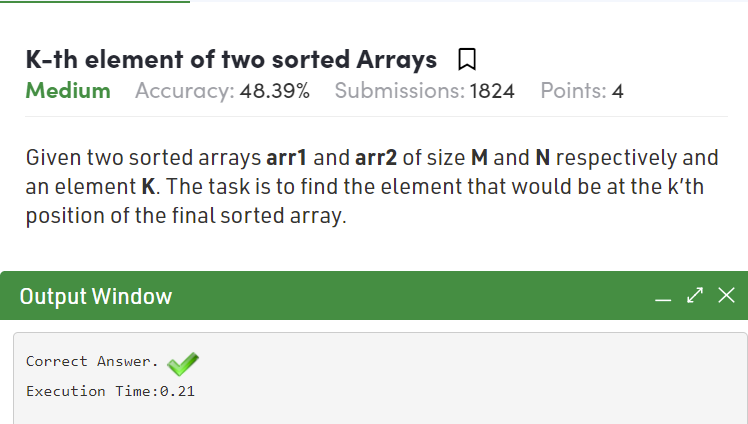 K-th element of two sorted Arrays
Medium Accuracy: 48.39% Submissions: 1824 Points: 4
Given two sorted arrays arr1 and arr2 of size M and N respectively and
an element K. The task is to find the element that would be at the k’th
position of the final sorted array.
Output Window
Correct Answer.
Execution Time:0.21